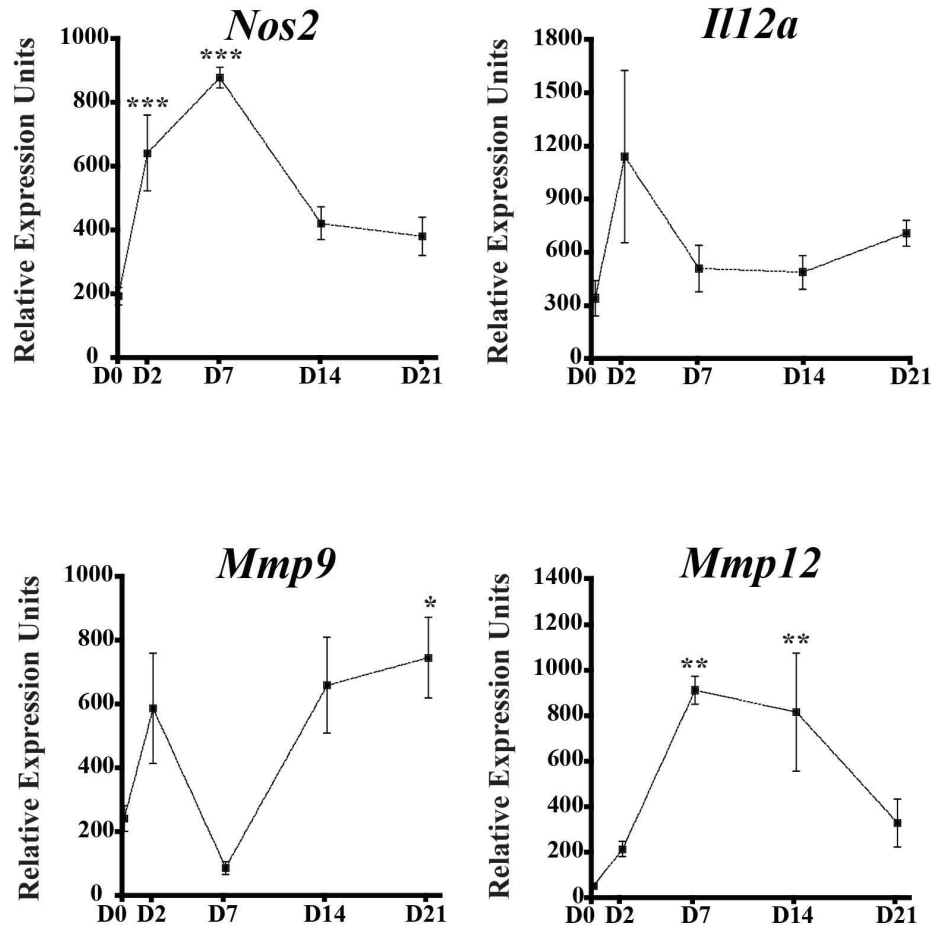 Nos2
Relative Expression Units
1000
800
600
400
200
0
***
***
D0 D2 D7 D14 D21
Il12a
Relative Expression Units
1800
1500
1200
900
600
300
0
D0 D2 D7 D14 D21
Mmp9
Relative Expression Units
1000
800
600
400
200
0
*
D0 D2 D7 D14 D21
Mmp12
Relative Expression Units
1400
1200
1000
800
600
400
200
0
**
**
D0 D2 D7 D14 D21